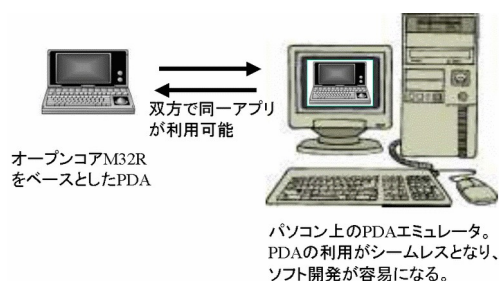 双方で同一アプリ
が利用可能
オープンコアM32R
をベースとしたPDA
パソコン上のPDAエミュレータ。
PDAの利用がシームレスとなり、
ソフト開発が容易になる。